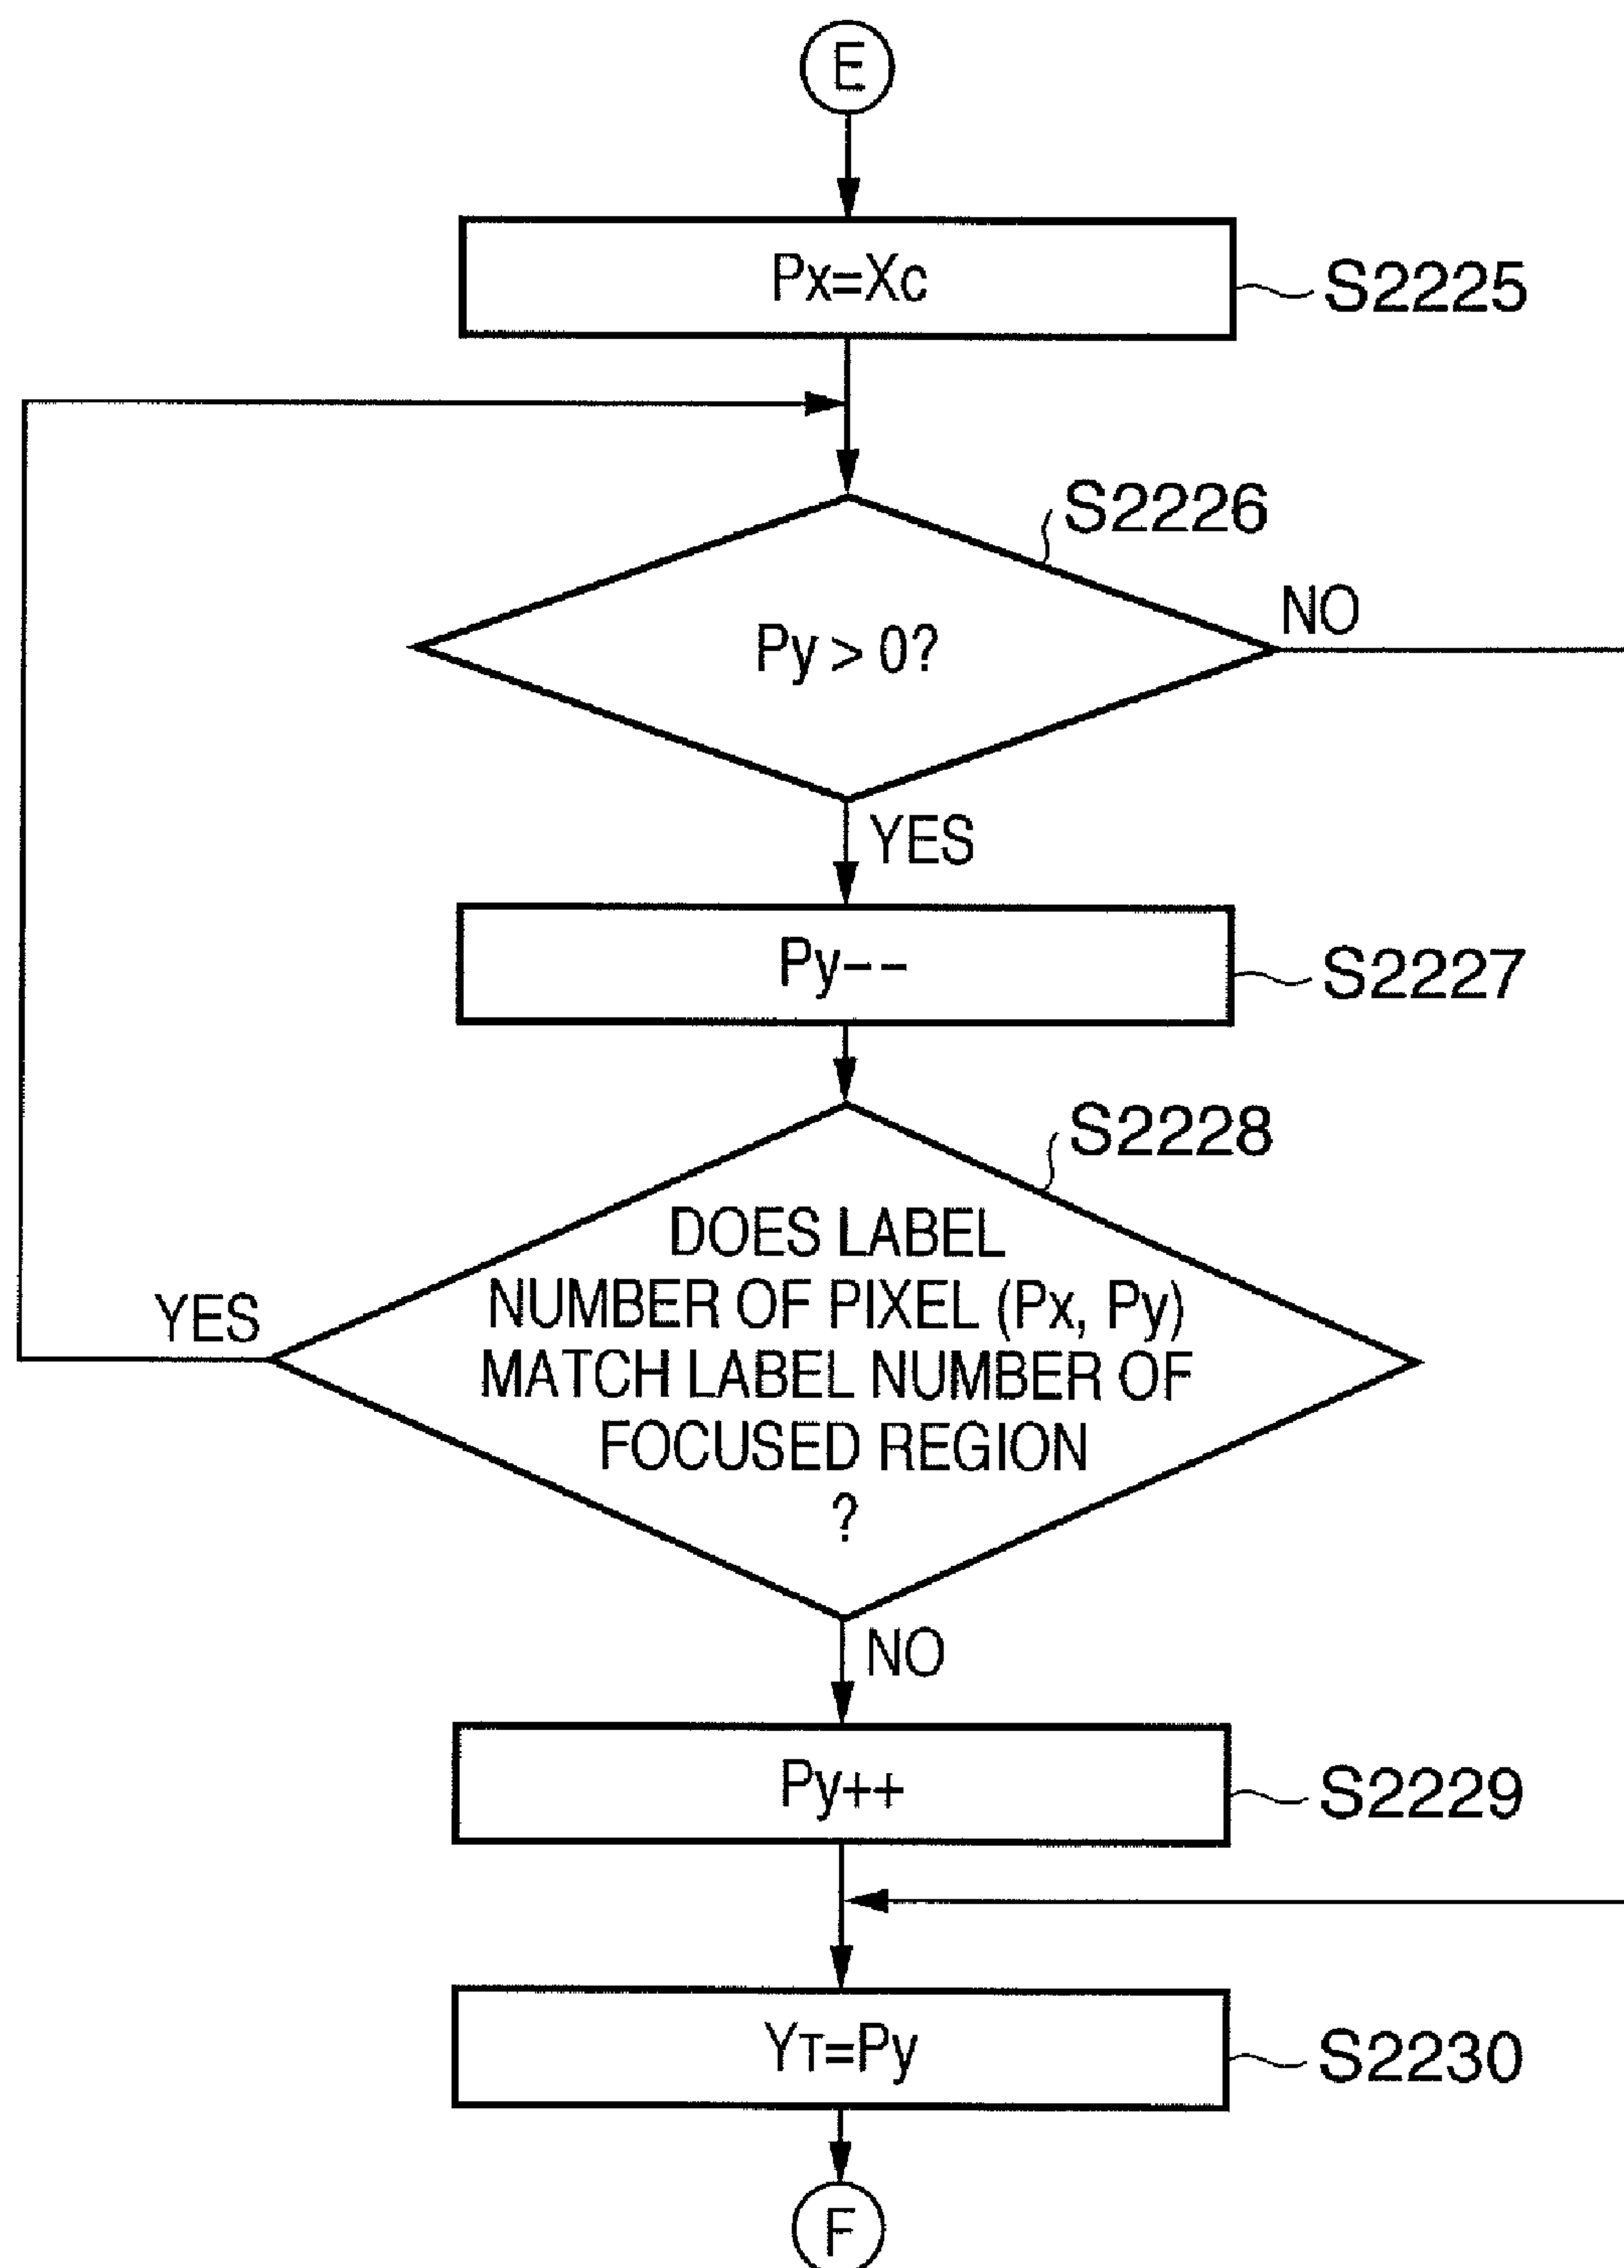 E
Px=Xc
S2225
S2226
Py > 0?
NO
YES
Py--
S2227
S2228
DOES LABEL
NUMBER OF PIXEL (Px, Py)
MATCH LABEL NUMBER OF
FOCUSED REGION
?
YES
NO
Py++
S2229
YT=Py
S2230
F